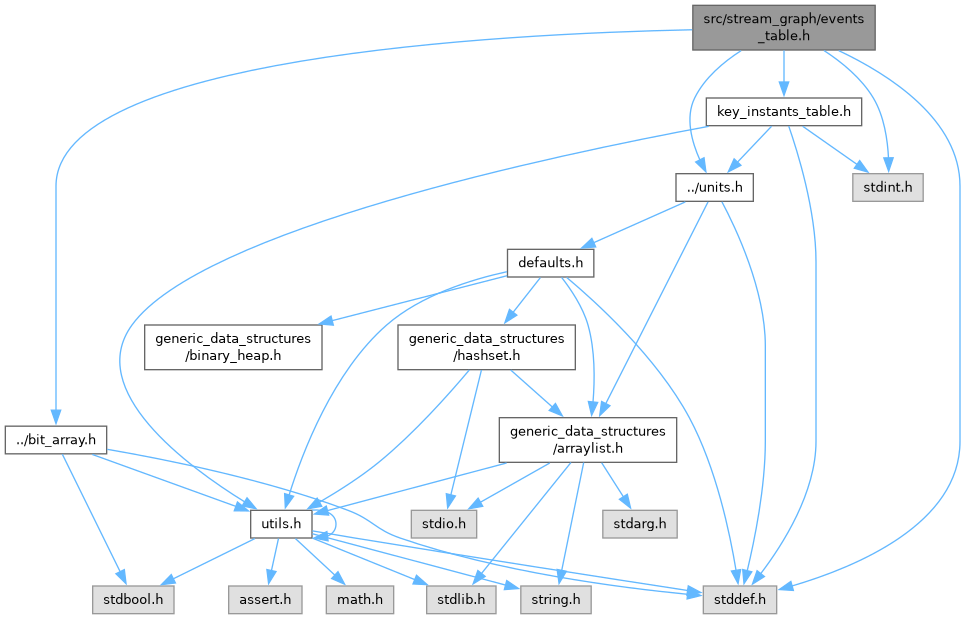 src/stream_graph/events
_table.h
key_instants_table.h
../units.h
stdint.h
defaults.h
generic_data_structures
/binary_heap.h
generic_data_structures
/hashset.h
generic_data_structures
/arraylist.h
../bit_array.h
utils.h
stdio.h
stdarg.h
stdbool.h
assert.h
math.h
stdlib.h
string.h
stddef.h